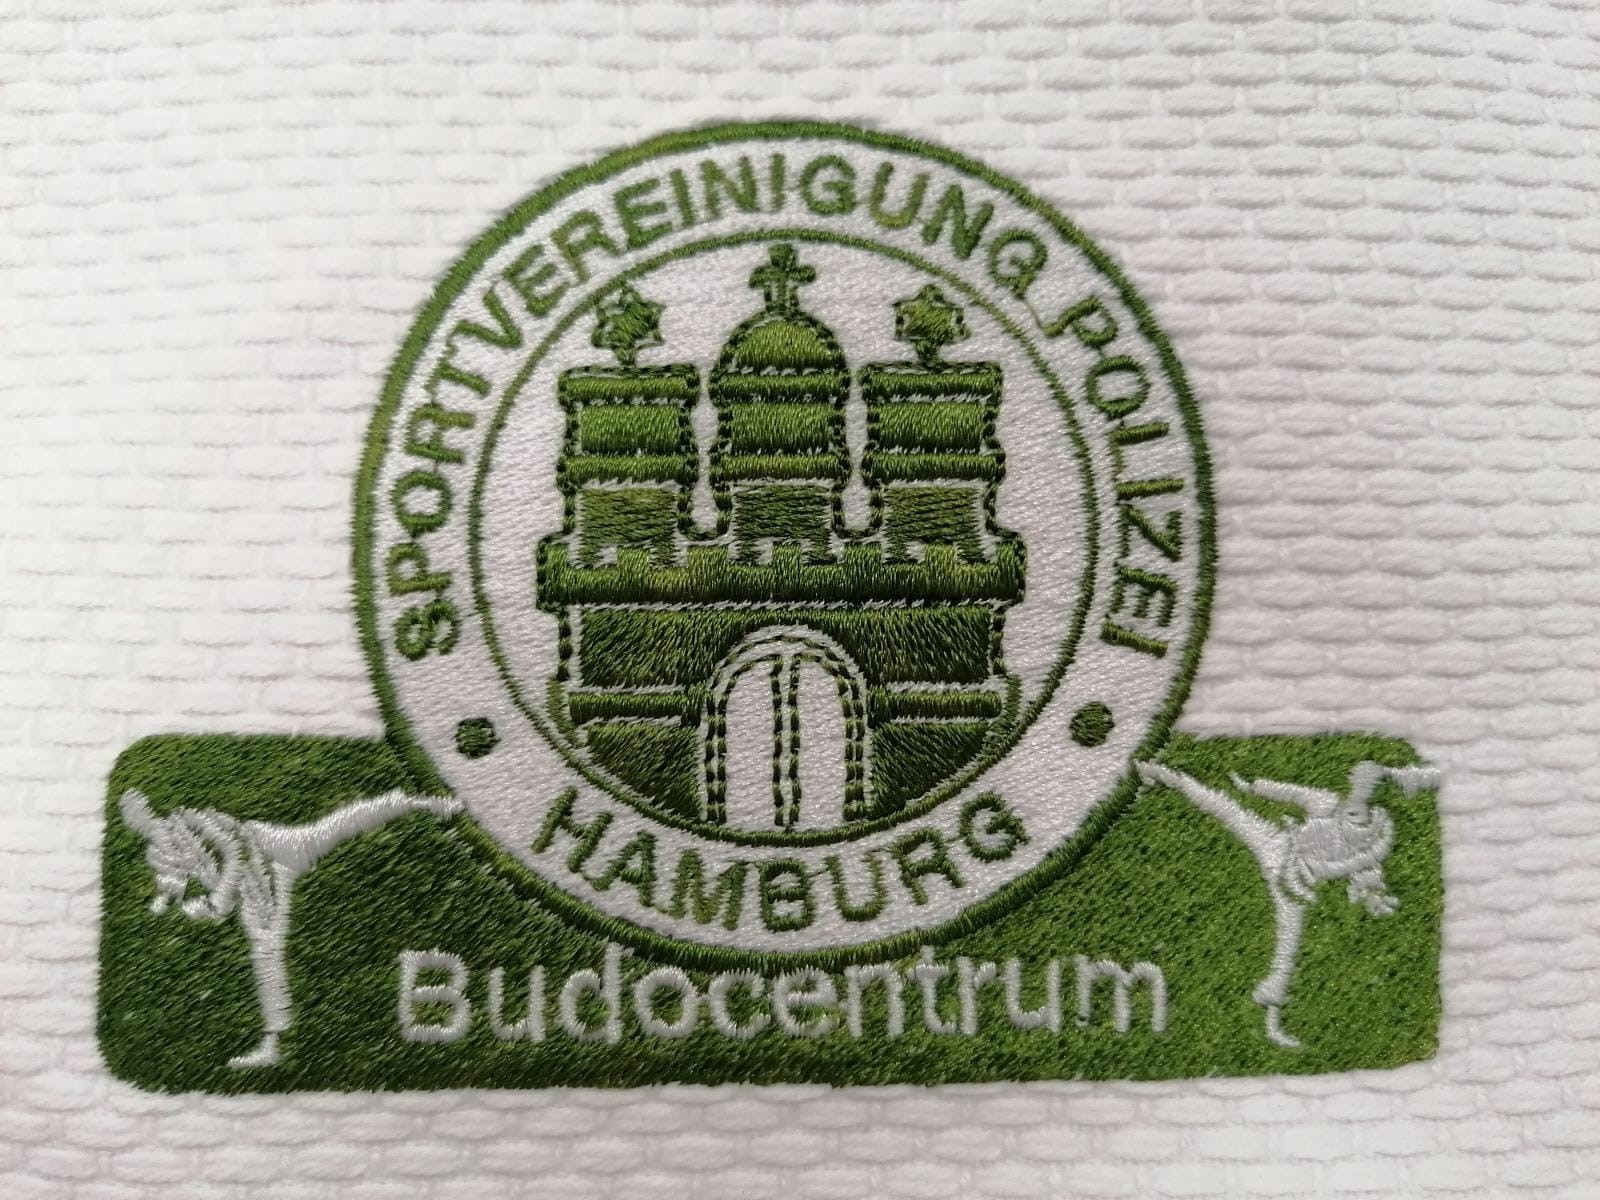 SPORTVEREINIGUNG POLIZEI
HAMBURG
Budocentrum